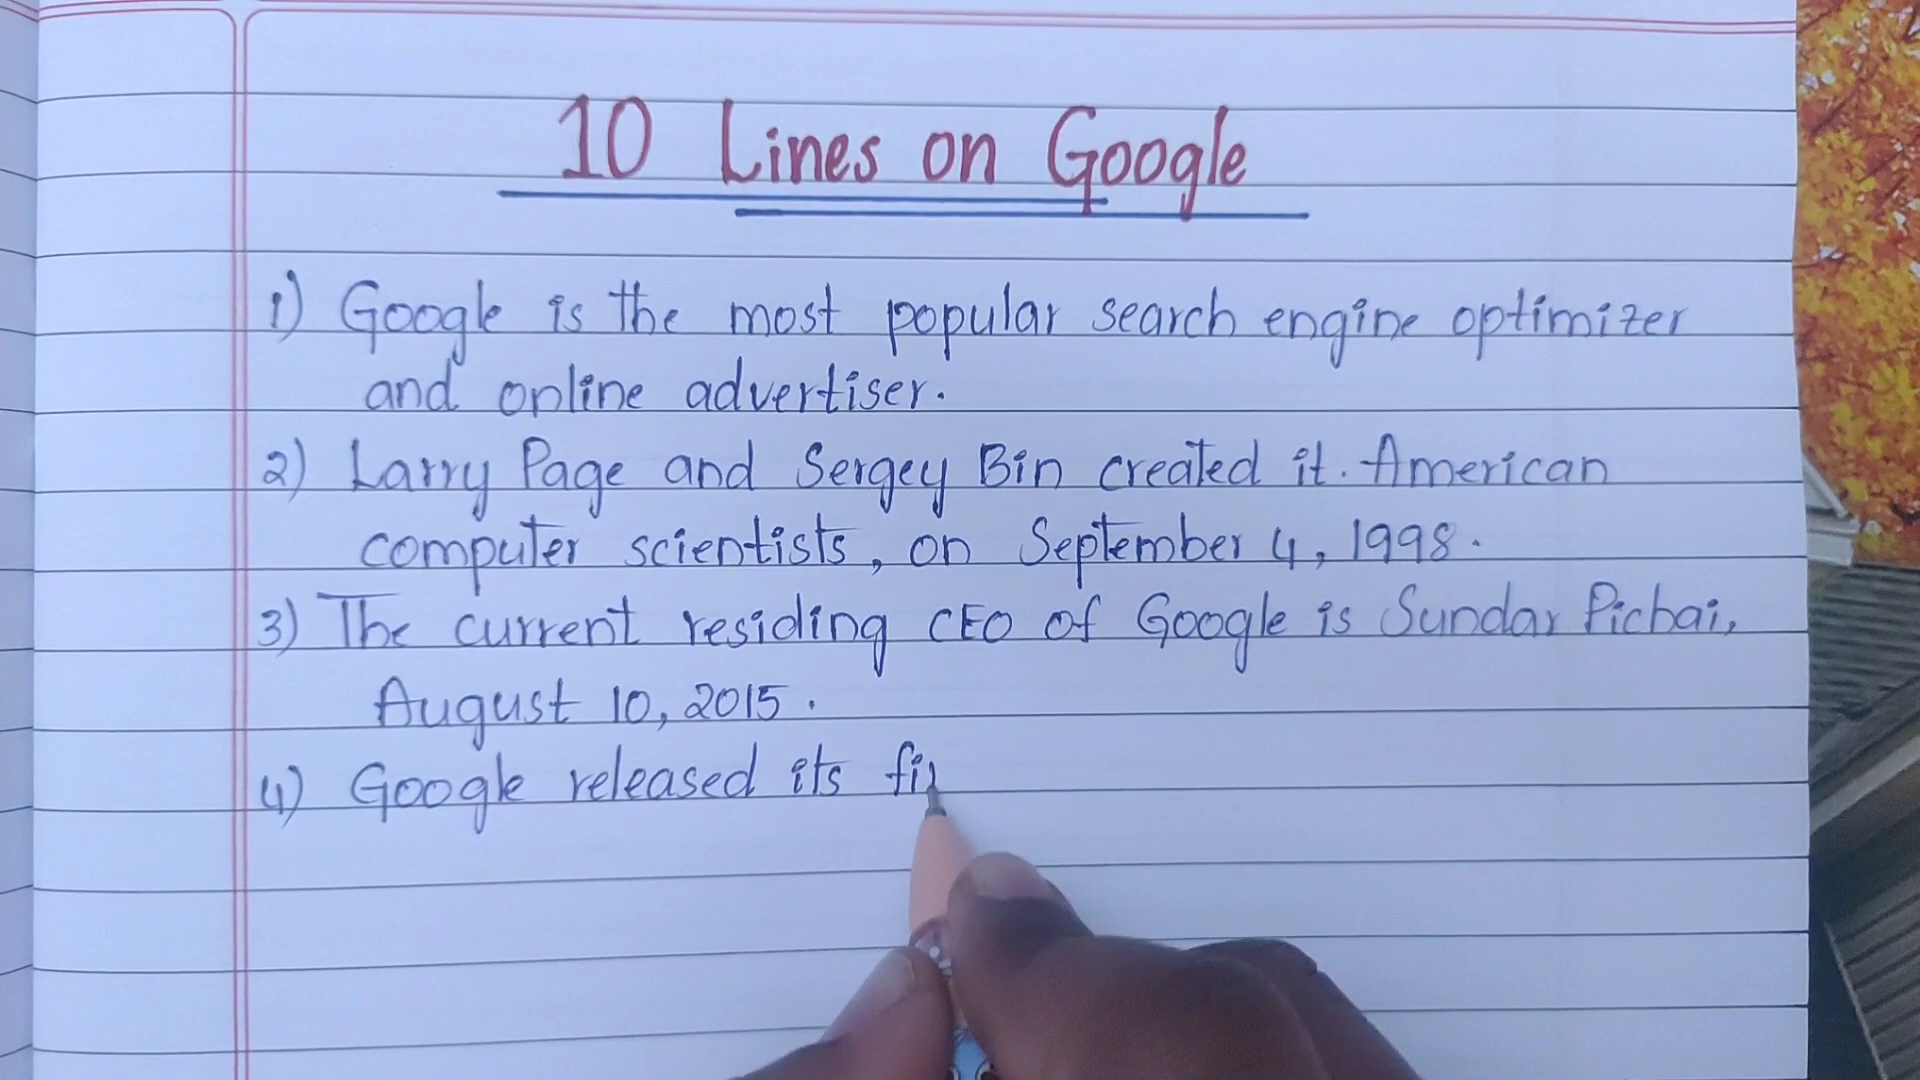 10 Lines on Google
1) Google is the most popular search engine optimizer
and online advertiser.
2) Larry Page and Sergey Bin created it. American
computer scientists, on September 4, 1998.
3) The current residing CEO of Google is Sundar Pichai,
August 10, 2015.
4) Google released its fi